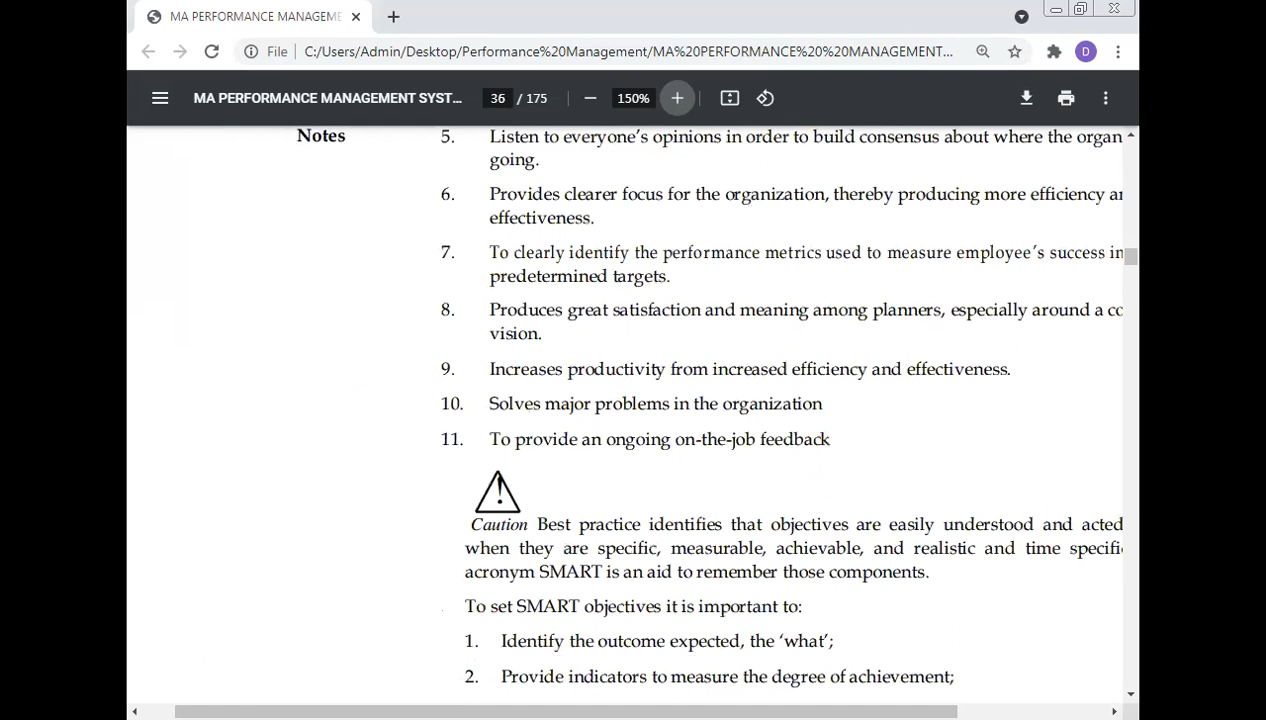 MA PERFORMANCE MANAGEME
File C:/Users/Admin/Desktop/Performance%20Management/MA%20PERFORMANCE%20%20MANAGEMENT...
D
MA PERFORMANCE MANAGEMENT SYST... 36 / 175 150%
Notes 5. Listen to everyone's opinions in order to build consensus about where the organ
going.
6. Provides clearer focus for the organization, thereby producing more efficiency an
effectiveness.
7. To clearly identify the performance metrics used to measure employee's success in
predetermined targets.
8. Produces great satisfaction and meaning among planners, especially around a co
vision.
9. Increases productivity from increased efficiency and effectiveness.
10. Solves major problems in the organization
11. To provide an ongoing on-the-job feedback
Caution Best practice identifies that objectives are easily understood and acted
when they are specific, measurable, achievable, and realistic and time specifi
acronym SMART is an aid to remember those components.
To set SMART objectives it is important to:
1. Identify the outcome expected, the 'what';
2. Provide indicators to measure the degree of achievement;